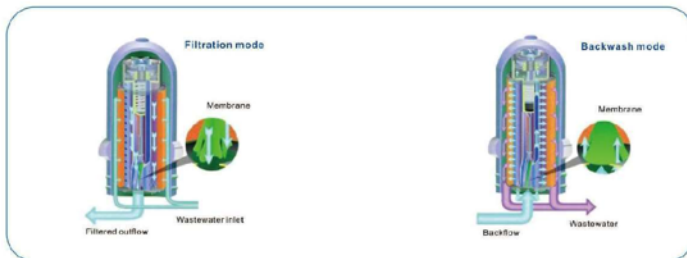 Filtration mode
Membrane
Wastewater Inlet
Filtered outflow
Backwash mode
Membrane
Wastewater
Backflow